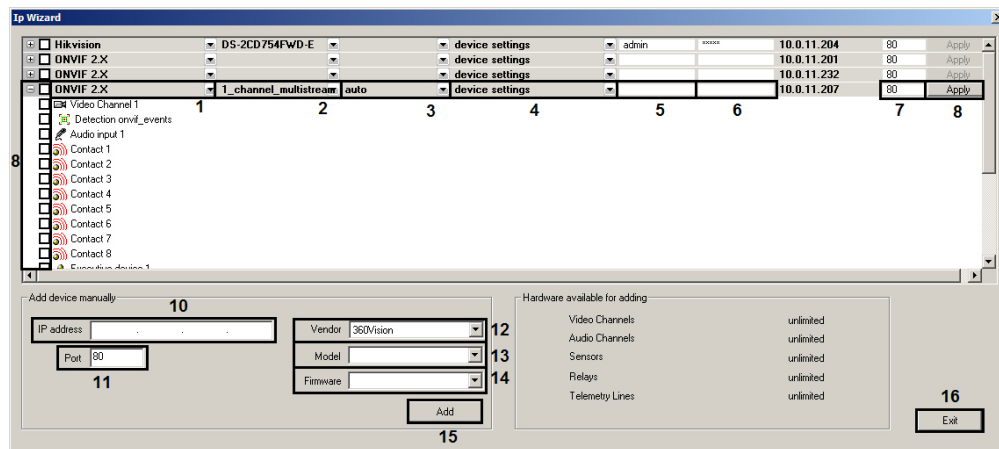 Ip Wizard
Hikvision DS-2CD754FWD-E device settings admin xxxxx 10.0.11.204 80 Apply
ONVIF 2.X device settings 10.0.11.201 80 Apply
ONVIF 2.X device settings 10.0.11.232 80 Apply
ONVIF 2.X 1_channel_multistream auto device settings 10.0.11.207 80 Apply
Video Channel 1
1 2 3 4 5 6 7 8
Detection onvif_events
Audio input 1
Contact 1
8 Contact 2
Contact 3
Contact 4
Contact 5
Contact 6
Contact 7
Contact 8
Executive device 1
Add device manually
10
IP address . . .
Port 80
11
Vendor 360Vision 12
Model 13
Firmware 14
Add
15
Hardware available for adding
Video Channels unlimited
Audio Channels unlimited
Sensors unlimited
Relays unlimited
Telemetry Lines unlimited
16
Exit